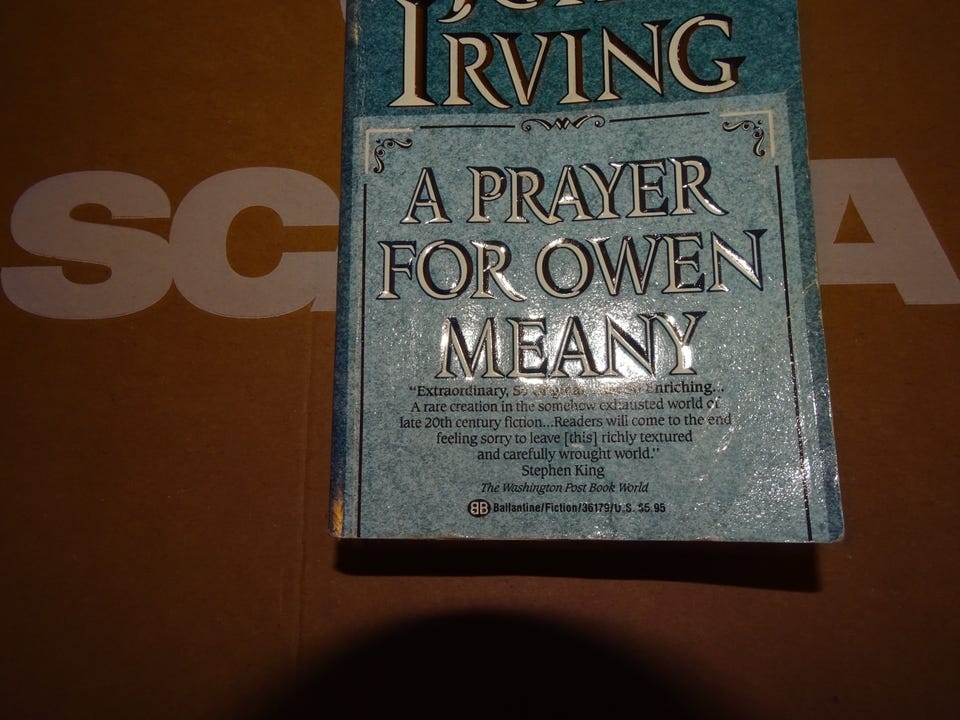 IRVING
A PRAYER
FOR OWEN
MEANY
"Extraordinary, So Original Enriching...
A rare creation in the somehow exhausted world of
late 20th century fiction...Readers will come to the end
feeling sorry to leave [this] richly textured
and carefully wrought world."
Stephen King
The Washington Post Book World
BB Ballantine/Fiction/36179/U.S. $5.95
SC A